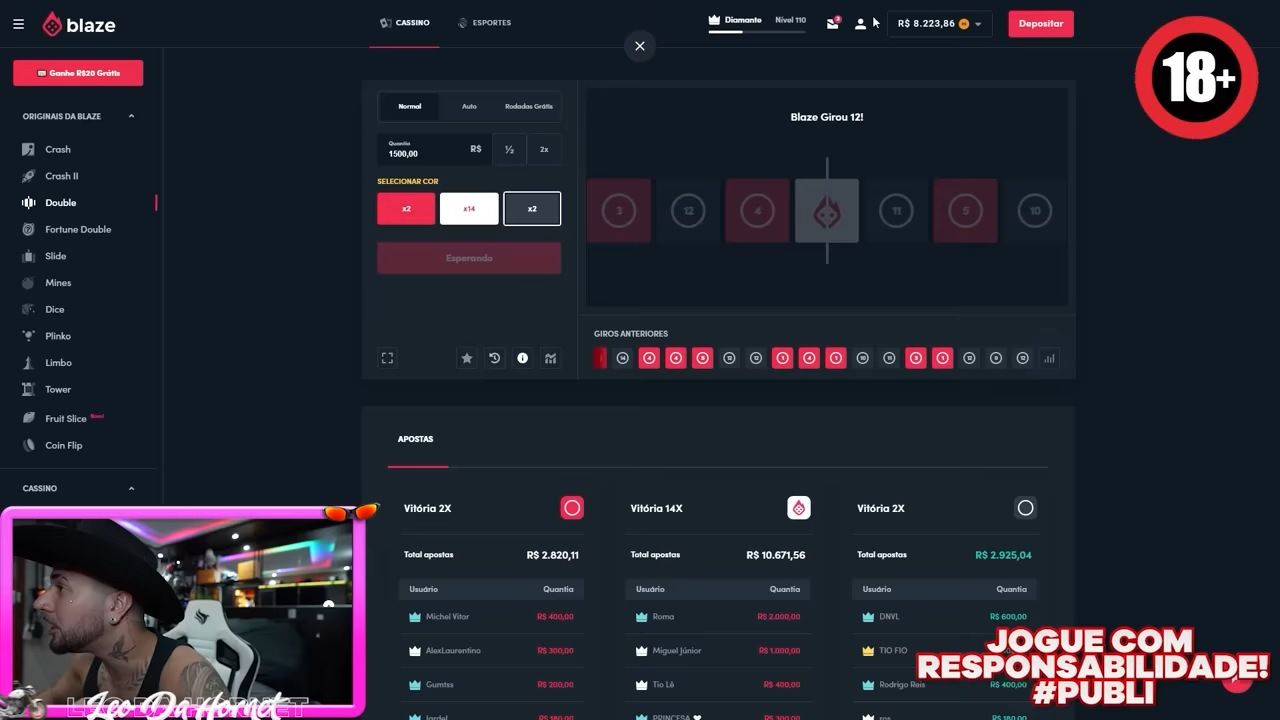 blaze
CASSINO
ESPORTES
Diamante
Nível 110
R$ 8.223,86
Depositar
18+
Ganhe R$20 Grátis
ORIGINAIS DA BLAZE
Crash
Crash II
Double
Fortune Double
Slide
Mines
Dice
Plinko
Limbo
Tower
Fruit Slice
Coin Flip
CASSINO
Normal
Auto
Rodadas Grátis
Quantia
1500,00
R$
½
2x
SELECIONAR COR
x2
x14
x2
Esperando
Blaze Girou 12!
3
12
4
11
5
10
GIROS ANTERIORES
APOSTAS
Vitória 2X
Vitória 14X
Vitória 2X
Total apostas
R$ 2.820,11
Total apostas
R$ 10.671,56
Total apostas
R$ 2.925,04
Usuário
Quantia
Usuário
Quantia
Usuário
Quantia
Michel Vitor
R$ 400,00
Roma
R$ 2.000,00
DNVL
R$ 600,00
AlexLaurentino
R$ 300,00
Miguel Júnior
R$ 1.000,00
TIO FIO
Gumtss
R$ 200,00
Tio Lê
R$ 400,00
Rodrigo Reis
R$ 400,00
PRINCESA
JOGUE COM
RESPONSABILIDADE!
#PUBLI
Leo Da Hornet